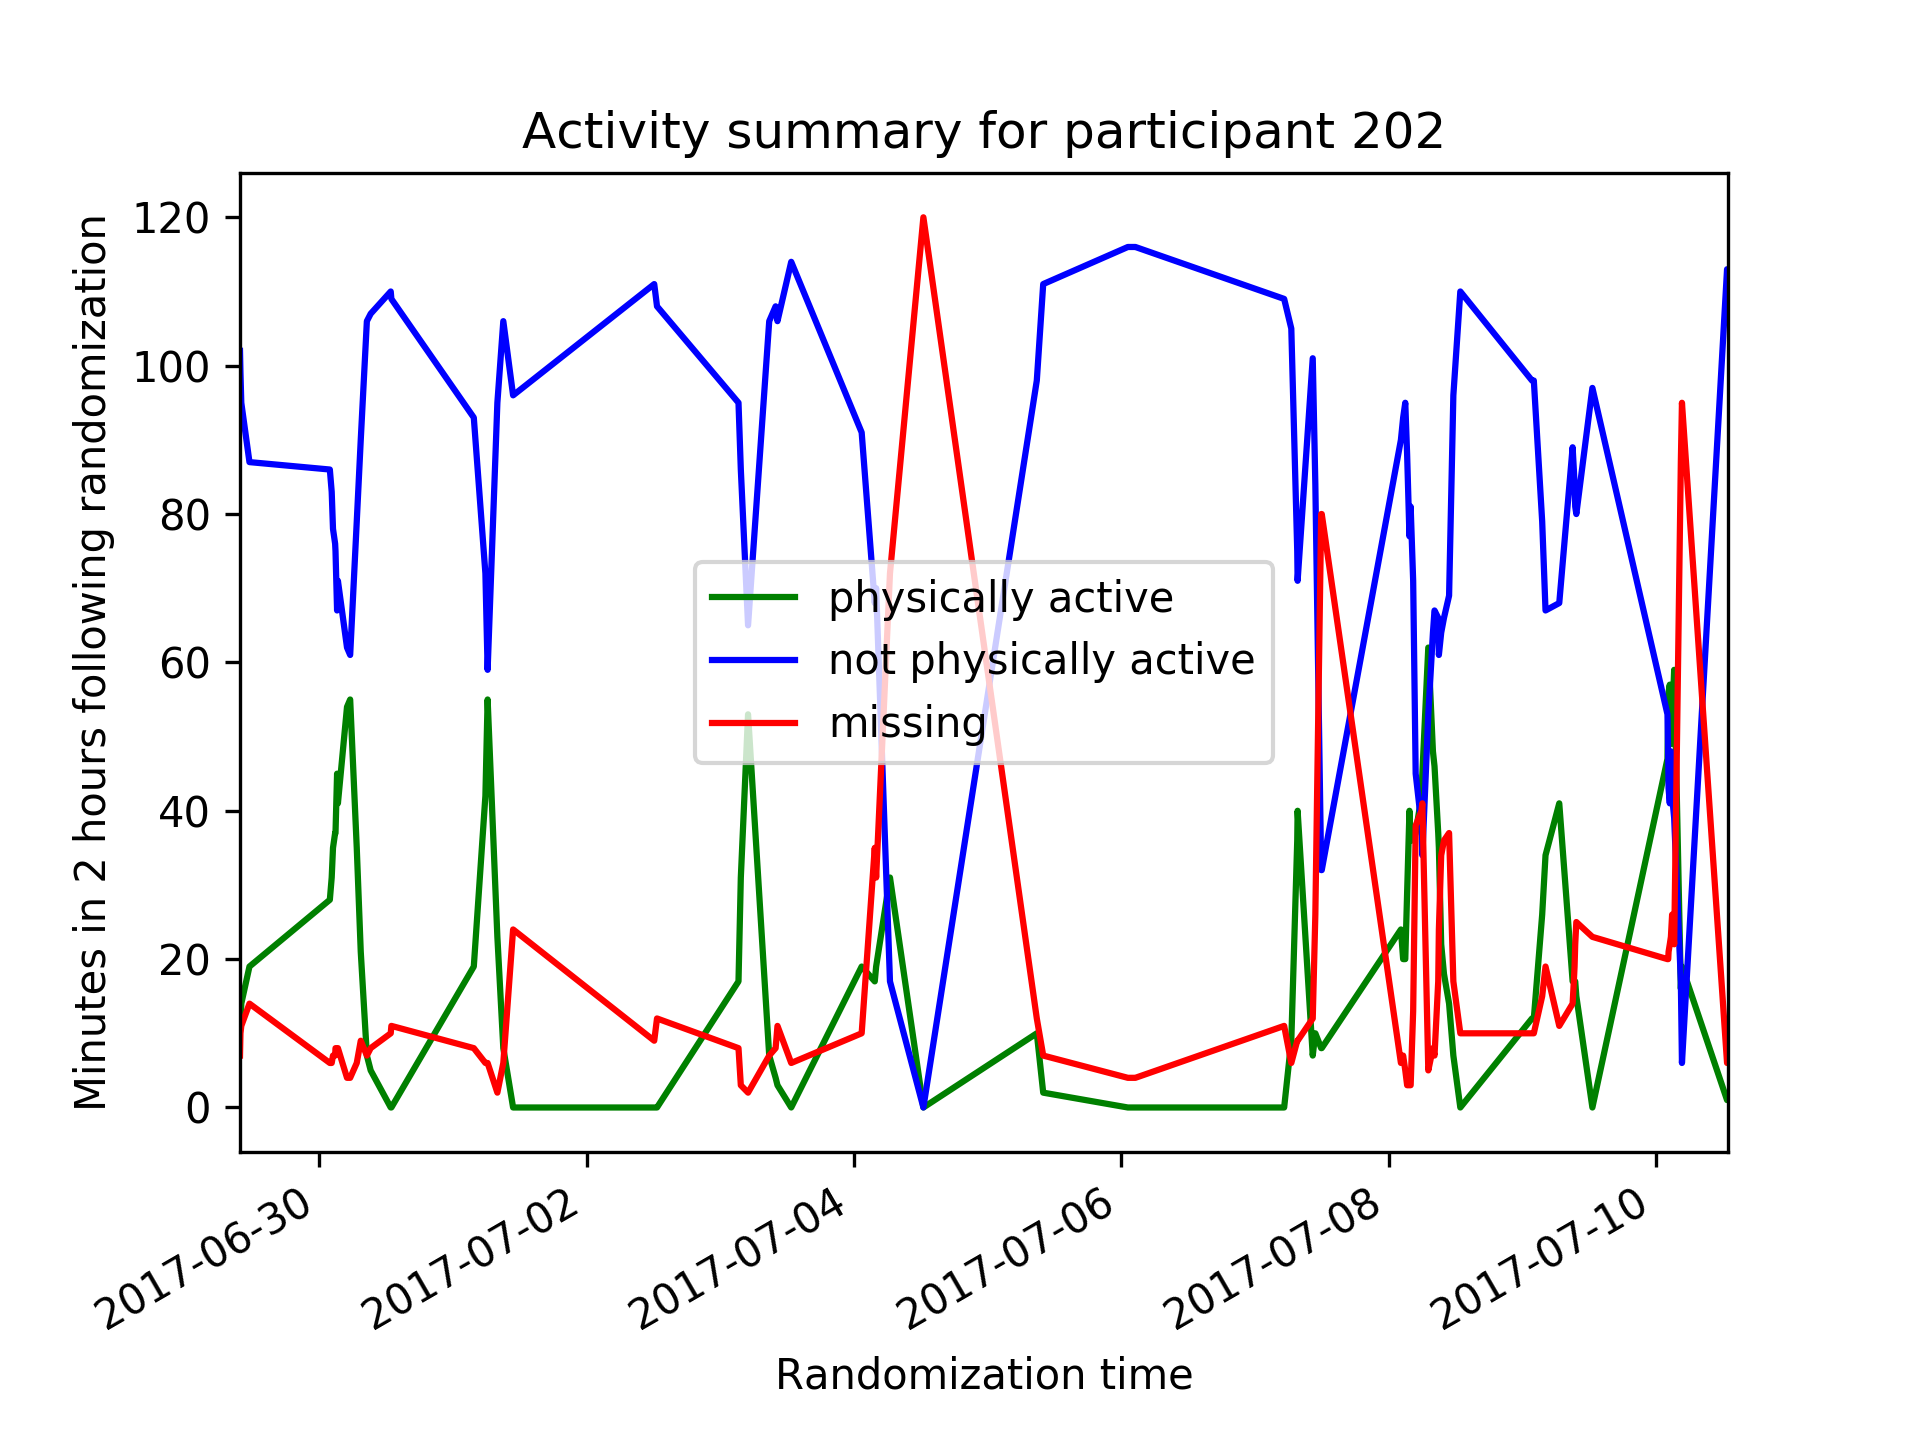 Activity summary for participant 202
Minutes in 2 hours following randomization
120
100
80
60
40
20
0
physically active
not physically active
missing
2017-06-30
2017-07-02
2017-07-04
2017-07-06
2017-07-08
2017-07-10
Randomization time